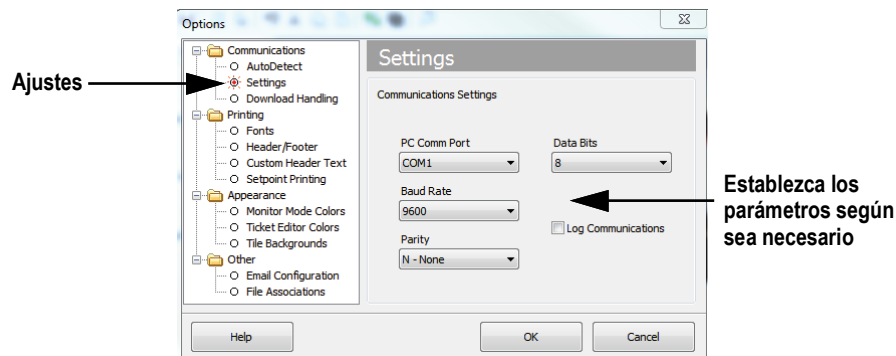 Options
Communications
AutoDetect
Settings
Download Handling
Printing
Fonts
Header/Footer
Custom Header Text
Setpoint Printing
Appearance
Monitor Mode Colors
Ticket Editor Colors
Tile Backgrounds
Other
Email Configuration
File Associations
Ajustes
Settings
Communications Settings
PC Comm Port
COM1
Baud Rate
9600
Parity
N - None
Data Bits
8
Log Communications
Establezca los
parámetros según
sea necesario
Help
OK
Cancel